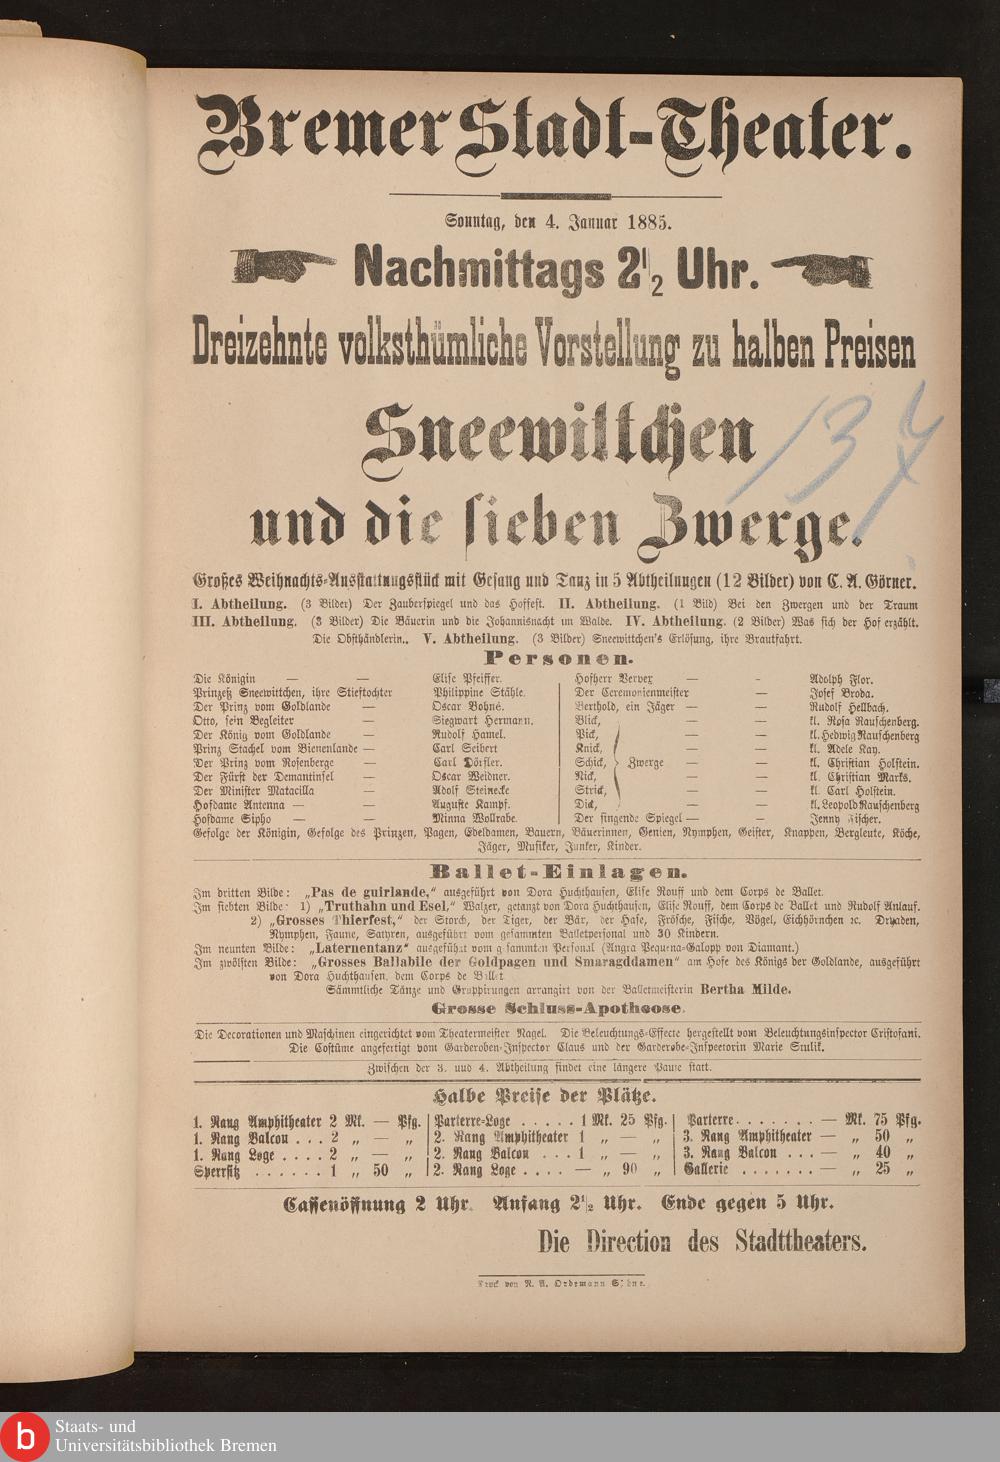 Bremer Stadt-Theater.
Sonntag, den 4. Januar 1885.
Nachmittags 2 1/2 Uhr.
Dreizehnte volksthümliche Vorstellung zu halben Preisen
Sneewittchen
und die sieben Zwerge.
Großes Weihnachts-Ausstattungsstück mit Gesang und Tanz in 5 Abtheilungen (12 Bilder) von C. A. Görner.
I. Abtheilung. (3 Bilder) Der Zauberspiegel und das Hoffest. II. Abtheilung. (1 Bild) Bei den Zwergen und der Traum
III. Abtheilung. (3 Bilder) Die Bäuerin und die Johannisnacht im Walde. IV. Abtheilung. (2 Bilder) Was sich der Hof erzählt.
Die Obsthändlerin.. V. Abtheilung. (3 Bilder) Sneewittchen's Erlösung, ihre Brautfahrt.
Personen.
Die Königin — — Elise Pfeiffer.
Prinzeß Sneewittchen, ihre Stieftochter Philippine Stähle.
Der Prinz vom Goldlande — Oscar Bohné.
Otto, sein Begleiter — Siegwart Hermann.
Der König vom Goldlande — Rudolf Hamel.
Prinz Stachel vom Bienenlande — Carl Seibert
Der Prinz vom Rosenberge — Carl Dörfler.
Der Fürst der Demantinsel — Oscar Weidner.
Der Minister Matacilla — Adolf Steinecke
Hofdame Antenna — — Auguste Kampf.
Hofdame Sipho — — Minna Wollrabe.
Hofherr Vervex — - Adolph Flor.
Der Ceremonienmeister — Josef Broda.
Berthold, ein Jäger — — Rudolf Hellbach.
Blick, — — kl. Rosa Rauschenberg.
Pick, — — kl. Hedwig Rauschenberg
Knick, — — kl. Adele Kay.
Schick, Zwerge — — kl. Christian Holstein.
Nick, — — kl. Christian Marks.
Strick, — — kl. Carl Holstein.
Dick, — — kl. Leopold Rauschenberg
Der singende Spiegel — - Jenny Fischer.
Gefolge der Königin, Gefolge des Prinzen, Pagen, Edeldamen, Bauern, Bäuerinnen, Genien, Nymphen, Geister, Knappen, Bergleute, Köche,
Jäger, Musiker, Junker, Kinder.
Ballet-Einlagen.
Im dritten Bilde: „Pas de guirlande,“ ausgeführt von Dora Huchthausen, Elise Rouff und dem Corps de Ballet.
Im siebten Bilde: 1) „Truthahn und Esel,“ Walzer, getanzt von Dora Huchthausen, Elise Rouff, dem Corps de Ballet und Rudolf Anlauf.
2) „Grosses Thierfest,“ der Storch, der Tiger, der Bär, der Hase, Frösche, Fische, Vögel, Eichhörnchen ꝛc. Dryaden,
Nymphen, Faune, Satyren, ausgeführt vom gesammten Balletpersonal und 30 Kindern.
Im neunten Bilde: „Laternentanz“ ausgeführt vom gesammten Personal (Angra Pequena-Galopp von Diamant.)
Im zwölften Bilde: „Grosses Ballabile der Goldpagen und Smaragddamen“ am Hofe des Königs der Goldlande, ausgeführt
von Dora Huchthausen, dem Corps de Ballet
Sämmtliche Tänze und Gruppirungen arrangirt von der Balletmeisterin Bertha Milde.
Grosse Schluss-Apotheose.
Die Decorationen und Maschinen eingerichtet vom Theatermeister Nagel. Die Beleuchtungs-Effecte hergestellt vom Beleuchtungsinspector Cristofani.
Die Costüme angefertigt vom Garderoben-Inspector Claus und der Garderobe-Inspectorin Marie Stulik.
Zwischen der 3. und 4. Abtheilung findet eine längere Pause statt.
Halbe Preise der Plätze.
1. Rang Amphitheater 2 Mk. — Pfg. Parterre-Loge . . . . . 1 Mk. 25 Pfg. Parterre . . . . . . . — Mk. 75 Pfg.
1. Rang Balcon . . . 2 „ — „ 2. Rang Amphitheater 1 „ — „ 3. Rang Amphitheater — „ 50 „
1. Rang Loge . . . . 2 „ — „ 2. Rang Balcon . . . 1 „ — „ 3. Rang Balcon . . . — „ 40 „
Sperrsitz . . . . . . 1 „ 50 „ 2. Rang Loge . . . . — „ 90 „ Gallerie . . . . . . . — „ 25 „
Cassenöffnung 2 Uhr. Anfang 2 1/2 Uhr. Ende gegen 5 Uhr.
Die Direction des Stadttheaters.
Druck von N. A. Ordemann Söhne.
b Staats- und
Universitätsbibliothek Bremen